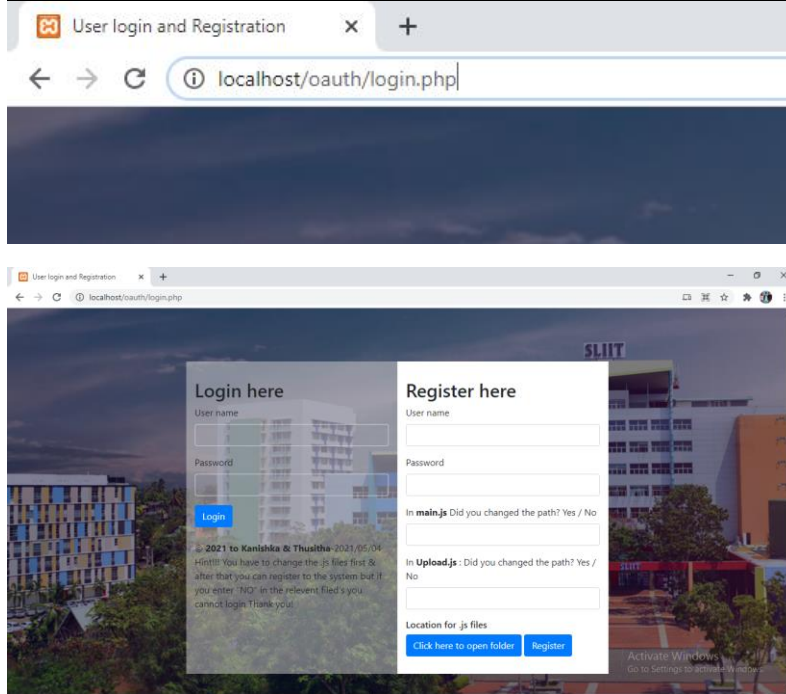 User login and Registration
localhost/oauth/login.php
User login and Registration
localhost/oauth/login.php
SLIIT
Login here
User name
Password
Login
2021 to Kanishka & Thusitha-2021/05/04
Hint!!! You have to change the .js files first &
after that you can register to the system but if
you enter "NO" in the relevent filed's you
cannot login Thank you!
Register here
User name
Password
In main.js Did you changed the path? Yes / No
In Upload.js : Did you changed the path? Yes /
No
Location for .js files
Click here to open folder
Register
SLIIT
Activate Windows
Go to Settings to activate Windows.